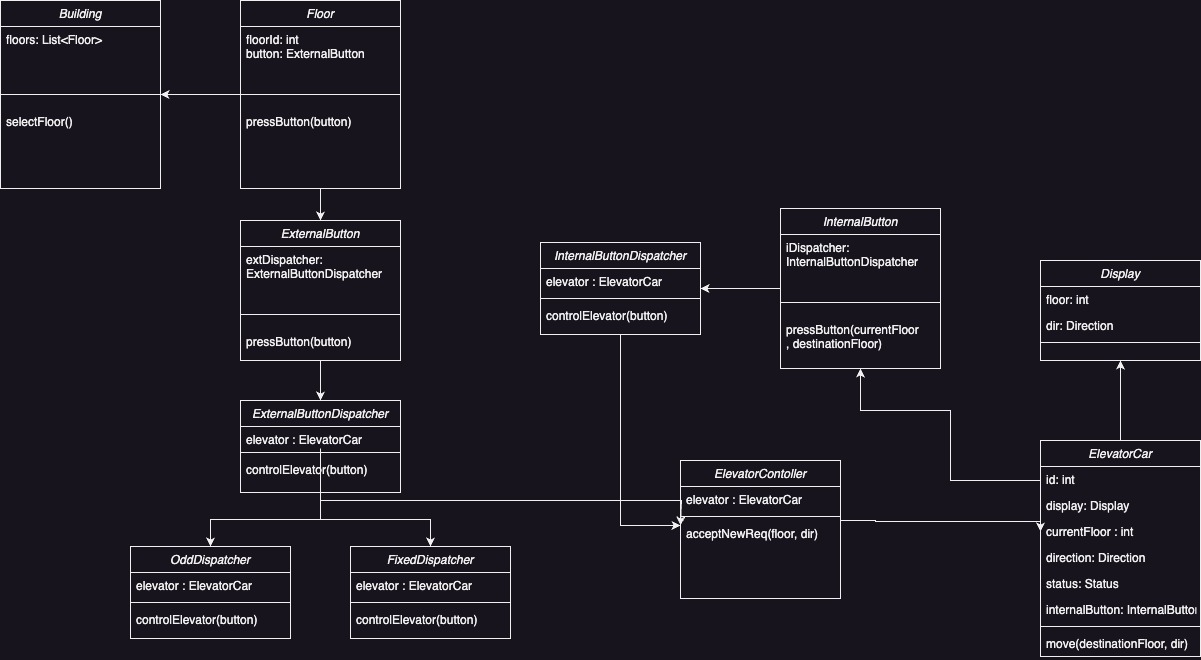 Building
floors: List<Floor>
selectFloor()
Floor
floorId: int
button: ExternalButton
pressButton(button)
ExternalButton
extDispatcher:
ExternalButtonDispatcher
pressButton(button)
ExternalButtonDispatcher
elevator : ElevatorCar
controlElevator(button)
OddDispatcher
elevator : ElevatorCar
controlElevator(button)
FixedDispatcher
elevator : ElevatorCar
controlElevator(button)
InternalButtonDispatcher
elevator : ElevatorCar
controlElevator(button)
InternalButton
iDispatcher:
InternalButtonDispatcher
pressButton(currentFloor
, destinationFloor)
ElevatorContoller
elevator : ElevatorCar
acceptNewReq(floor, dir)
Display
floor: int
dir: Direction
ElevatorCar
id: int
display: Display
currentFloor : int
direction: Direction
status: Status
internalButton: InternalButton
move(destinationFloor, dir)